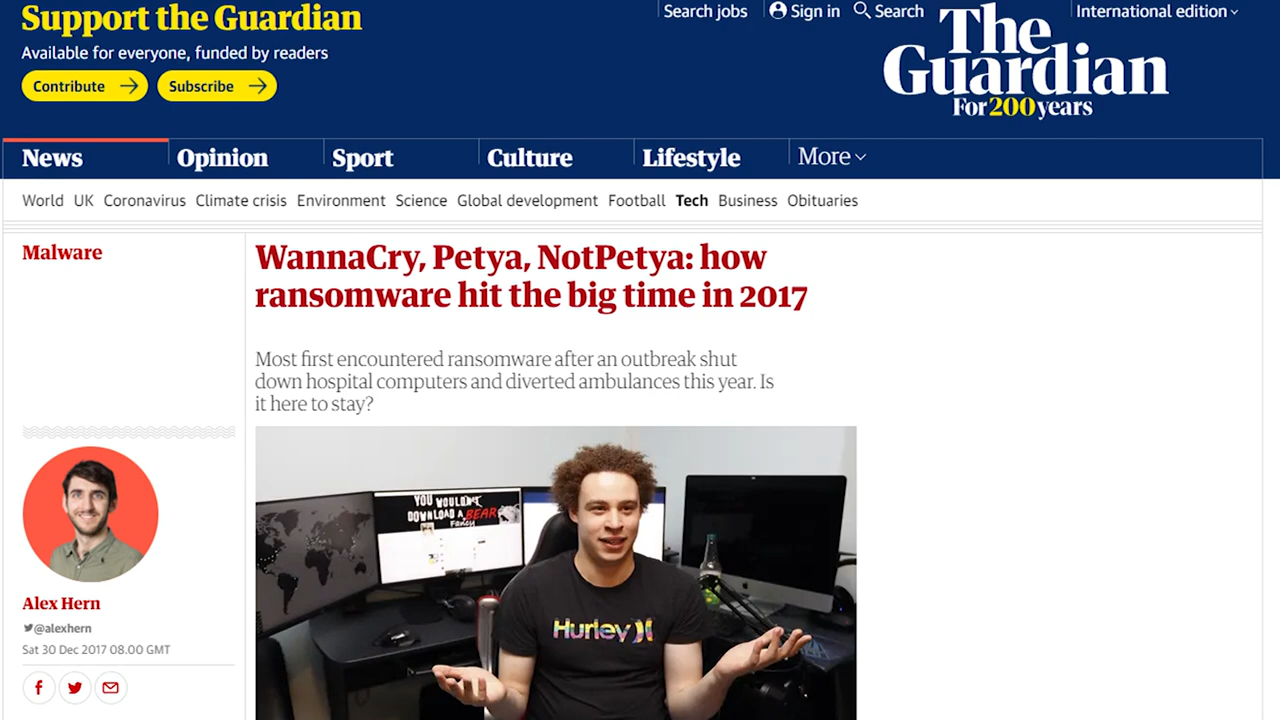 Support the Guardian
Available for everyone, funded by readers
Contribute
Subscribe
Search jobs
Sign in
Search
International edition
The Guardian
For 200 years
News
Opinion
Sport
Culture
Lifestyle
More
World UK Coronavirus Climate crisis Environment Science Global development Football Tech Business Obituaries
Malware
WannaCry, Petya, NotPetya: how
ransomware hit the big time in 2017
Most first encountered ransomware after an outbreak shut
down hospital computers and diverted ambulances this year. Is
it here to stay?
YOU WOULDN'T
DOWNLOAD A BEAR
Fancy
Hurley
Alex Hern
@alexhern
Sat 30 Dec 2017 08.00 GMT